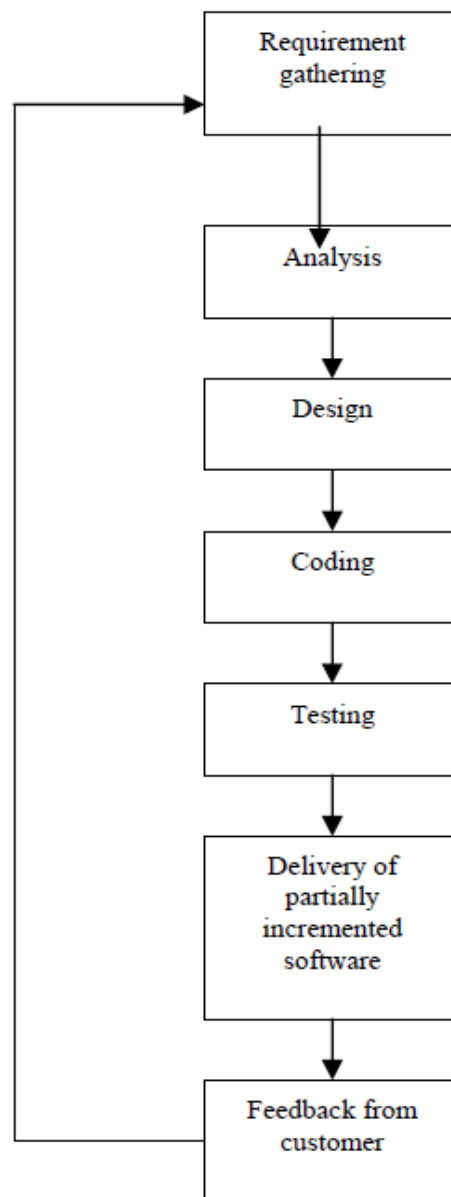 Requirement
gathering
Analysis
Design
Coding
Testing
Delivery of
partially
incremented
software
Feedback from
customer